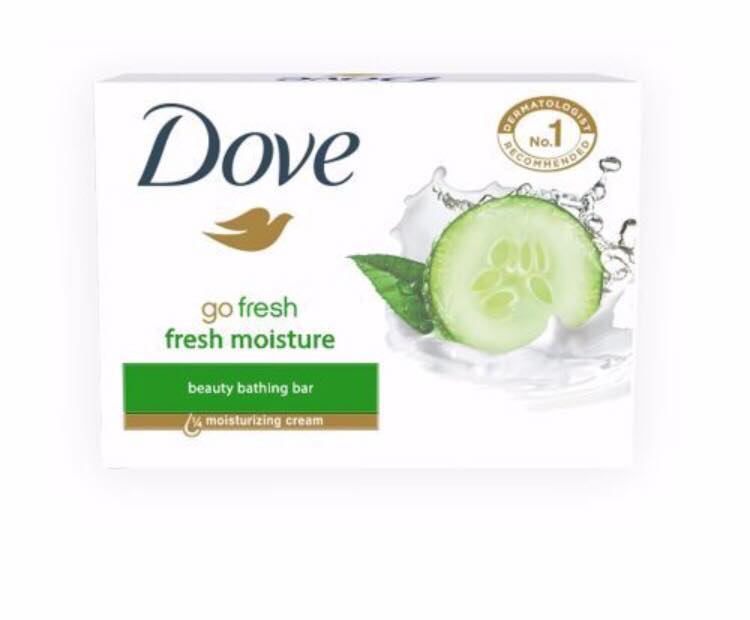 Dove
DERMATOLOGIST
No.1
RECOMMENDED
go fresh
fresh moisture
beauty bathing bar
¼ moisturizing cream